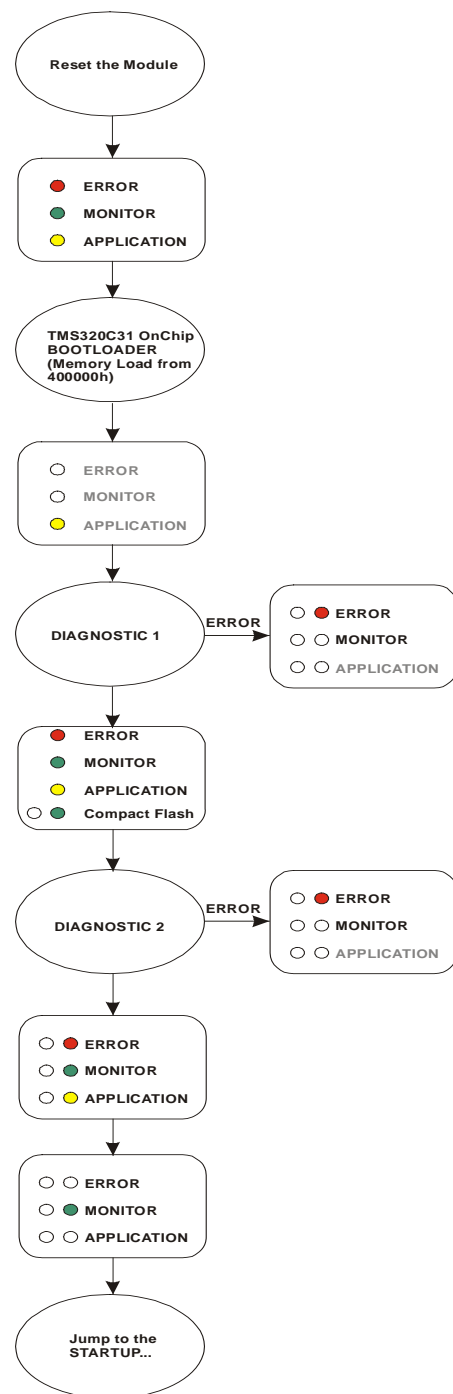 Reset the Module
ERROR
MONITOR
APPLICATION
TMS320C31 OnChip
BOOTLOADER
(Memory Load from
400000h)
ERROR
MONITOR
APPLICATION
DIAGNOSTIC 1
ERROR
ERROR
MONITOR
APPLICATION
ERROR
MONITOR
APPLICATION
Compact Flash
DIAGNOSTIC 2
ERROR
ERROR
MONITOR
APPLICATION
ERROR
MONITOR
APPLICATION
ERROR
MONITOR
APPLICATION
Jump to the
STARTUP...